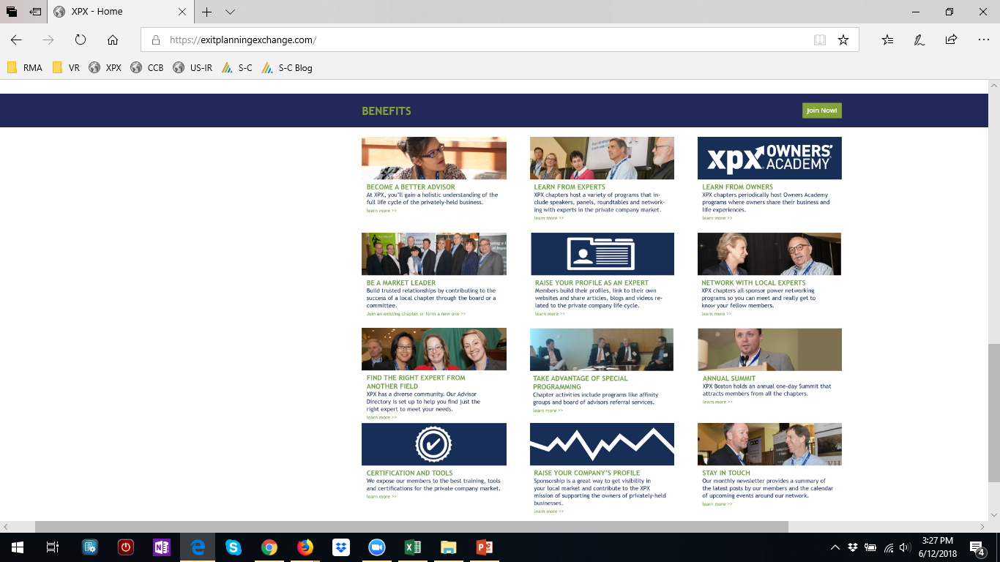 XPX - Home
https://exitplanningexchange.com/
RMA
VR
XPX
CCB
US-IR
S-C
S-C Blog
BENEFITS
Join Now!
xpx OWNERS'
ACADEMY
BECOME A BETTER ADVISOR
At XPX, you'll gain a holistic understanding of the
full life cycle of the privately-held business.
learn more >>
LEARN FROM EXPERTS
XPX chapters host a variety of programs that in-
clude speakers, panels, roundtables and network-
ing with experts in the private company market.
learn more >>
LEARN FROM OWNERS
XPX chapters periodically host Owners Academy
programs where owners share their business and
life experiences.
learn more >>
BE A MARKET LEADER
Build trusted relationships by contributing to the
success of a local chapter through the board or a
committee.
Join an existing chapter or form a new one >>
RAISE YOUR PROFILE AS AN EXPERT
Members build their profiles, link to their own
websites and share articles, blogs and videos re-
lated to the private company life cycle.
learn more >>
NETWORK WITH LOCAL EXPERTS
XPX chapters all sponsor power networking
programs so you can meet and really get to
know your fellow members.
learn more >>
FIND THE RIGHT EXPERT FROM
ANOTHER FIELD
XPX has a diverse community. Our Advisor
Directory is set up to help you find just the
right expert to meet your needs.
learn more >>
TAKE ADVANTAGE OF SPECIAL
PROGRAMMING
Chapter activities include programs like affinity
groups and board of advisors referral services.
learn more >>
ANNUAL SUMMIT
XPX Boston holds an annual one-day Summit that
attracts members from all the chapters.
learn more >>
CERTIFICATION AND TOOLS
We expose our members to the best training, tools
and certifications for the private company market.
learn more >>
RAISE YOUR COMPANY'S PROFILE
Sponsorship is a great way to get visibility in
your local market and contribute to the XPX
mission of supporting the owners of privately-held
businesses.
learn more >>
STAY IN TOUCH
Our monthly newsletter provides a summary of
the latest posts by our members and the calendar
of upcoming events around our network.
learn more >>
3:27 PM
6/12/2018
4